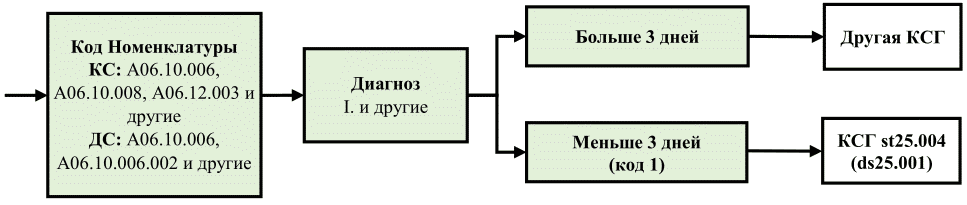 Код Номенклатуры
КС: A06.10.006,
A06.10.008, A06.12.003 и
другие
ДС: A06.10.006,
A06.10.006.002 и другие
Диагноз
I. и другие
Больше 3 дней
Другая КСГ
Меньше 3 дней
(код 1)
КСГ st25.004
(ds25.001)